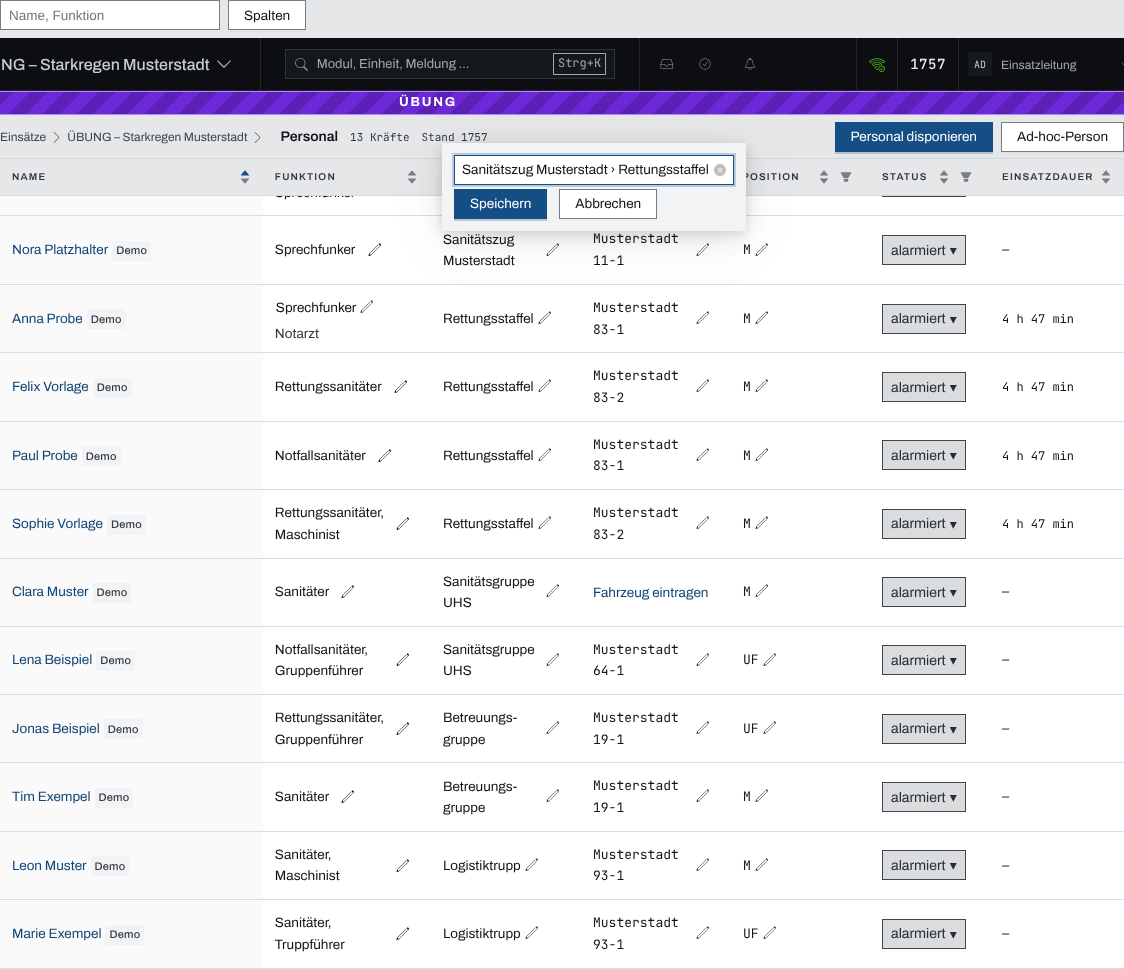 Name, Funktion
Spalten
NG – Starkregen Musterstadt
Modul, Einheit, Meldung ...
Strg+K
1757
AD
Einsatzleitung
ÜBUNG
Einsätze
ÜBUNG – Starkregen Musterstadt
Personal
13 Kräfte
Stand 1757
Personal disponieren
Ad-hoc-Person
Sanitätszug Musterstadt › Rettungsstaffel
Speichern
Abbrechen
NAME
FUNKTION
POSITION
STATUS
EINSATZDAUER
Nora Platzhalter Demo
Sprechfunker
Sanitätszug
Musterstadt
Musterstadt
11-1
M
alarmiert ▾
–
Anna Probe Demo
Sprechfunker
Notarzt
Rettungsstaffel
Musterstadt
83-1
M
alarmiert ▾
4 h 47 min
Felix Vorlage Demo
Rettungssanitäter
Rettungsstaffel
Musterstadt
83-2
M
alarmiert ▾
4 h 47 min
Paul Probe Demo
Notfallsanitäter
Rettungsstaffel
Musterstadt
83-1
M
alarmiert ▾
4 h 47 min
Sophie Vorlage Demo
Rettungssanitäter,
Maschinist
Rettungsstaffel
Musterstadt
83-2
M
alarmiert ▾
4 h 47 min
Clara Muster Demo
Sanitäter
Sanitätsgruppe
UHS
Fahrzeug eintragen
M
alarmiert ▾
–
Lena Beispiel Demo
Notfallsanitäter,
Gruppenführer
Sanitätsgruppe
UHS
Musterstadt
64-1
UF
alarmiert ▾
–
Jonas Beispiel Demo
Rettungssanitäter,
Gruppenführer
Betreuungs-
gruppe
Musterstadt
19-1
UF
alarmiert ▾
–
Tim Exempel Demo
Sanitäter
Betreuungs-
gruppe
Musterstadt
19-1
M
alarmiert ▾
–
Leon Muster Demo
Sanitäter,
Maschinist
Logistiktrupp
Musterstadt
93-1
M
alarmiert ▾
–
Marie Exempel Demo
Sanitäter,
Truppführer
Logistiktrupp
Musterstadt
93-1
UF
alarmiert ▾
–